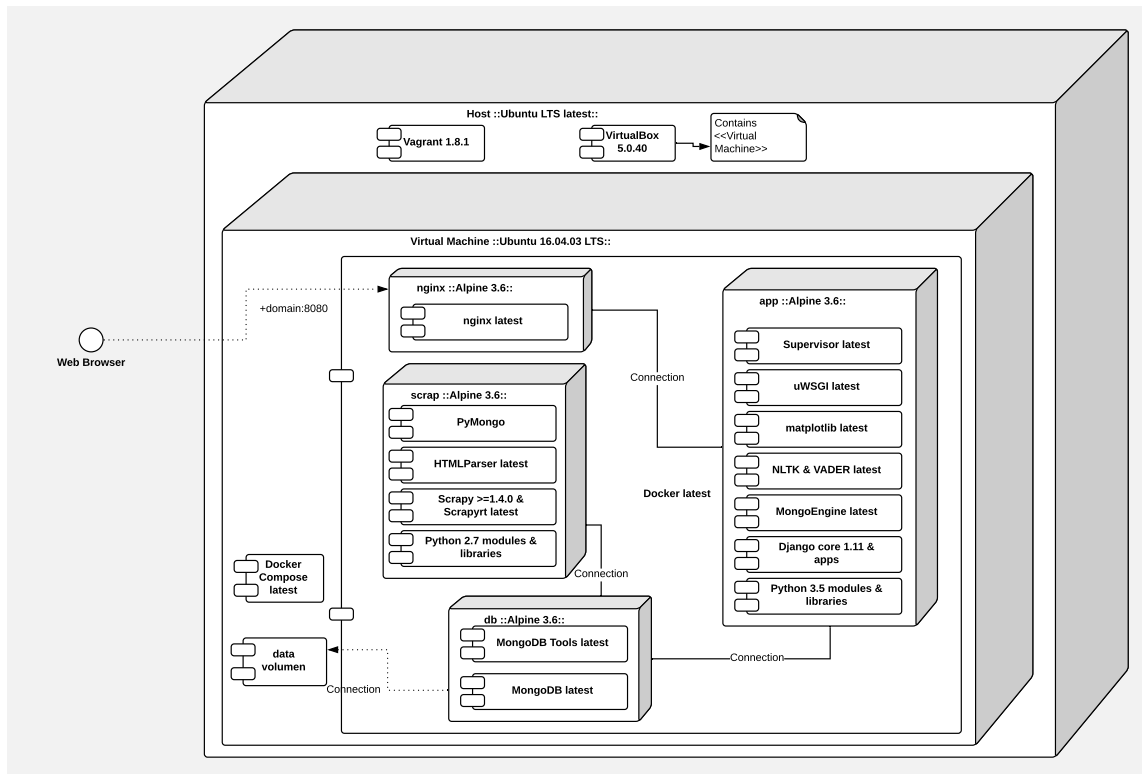 Host ::Ubuntu LTS latest::
Vagrant 1.8.1
VirtualBox
5.0.40
Contains
<<Virtual
Machine>>
Virtual Machine ::Ubuntu 16.04.03 LTS::
nginx ::Alpine 3.6::
nginx latest
+domain:8080
Web Browser
app ::Alpine 3.6::
Supervisor latest
uWSGI latest
matplotlib latest
NLTK & VADER latest
MongoEngine latest
Django core 1.11 &
apps
Python 3.5 modules &
libraries
Connection
scrap ::Alpine 3.6::
PyMongo
HTMLParser latest
Scrapy >=1.4.0 &
Scrapyrt latest
Python 2.7 modules &
libraries
Docker latest
Connection
Docker
Compose
latest
db ::Alpine 3.6::
MongoDB Tools latest
MongoDB latest
Connection
data
volumen
Connection